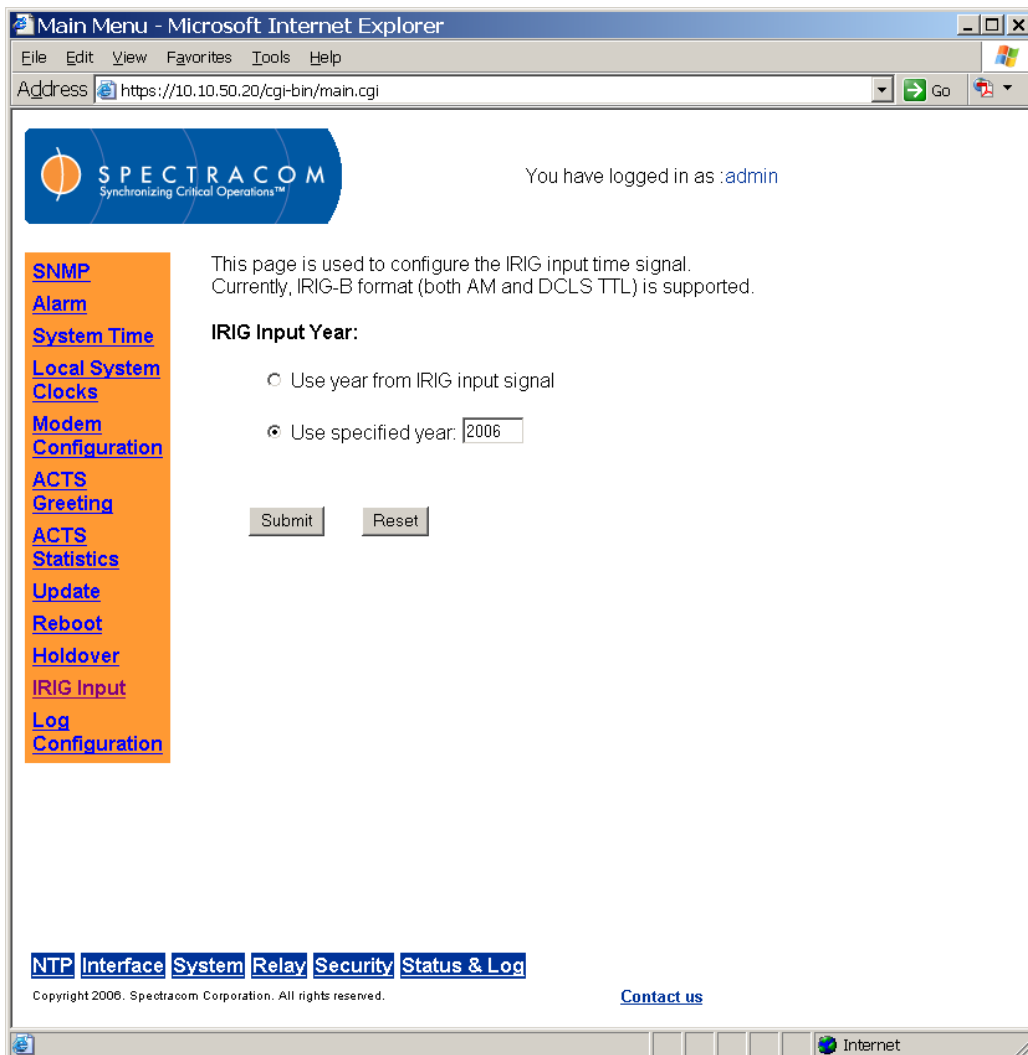 Main Menu - Microsoft Internet Explorer
File Edit View Favorites Tools Help
Address https://10.10.50.20/cgi-bin/main.cgi Go
SPECTRACOM
Synchronizing Critical Operations™
You have logged in as :admin
SNMP
Alarm
System Time
Local System
Clocks
Modem
Configuration
ACTS
Greeting
ACTS
Statistics
Update
Reboot
Holdover
IRIG Input
Log
Configuration
This page is used to configure the IRIG input time signal.
Currently, IRIG-B format (both AM and DCLS TTL) is supported.
IRIG Input Year:
Use year from IRIG input signal
Use specified year: 2006
Submit Reset
NTP Interface System Relay Security Status & Log
Copyright 2006. Spectracom Corporation. All rights reserved.
Contact us
Internet